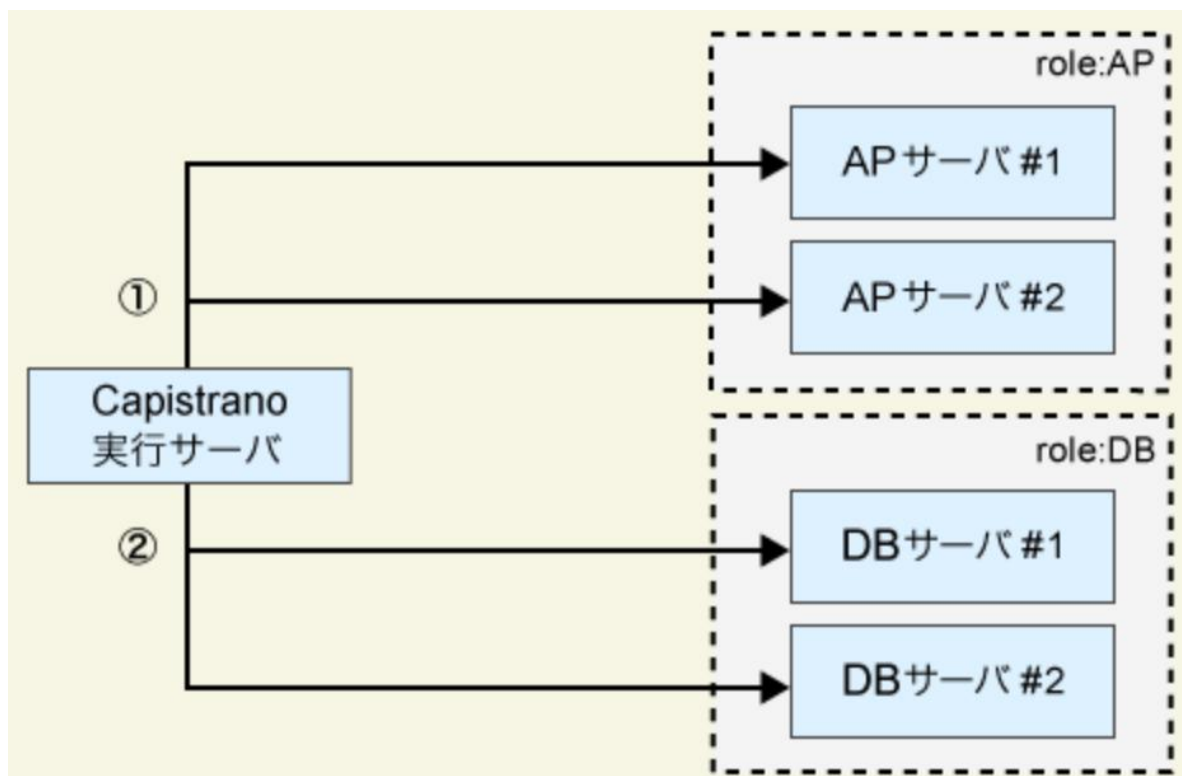 role:AP
APサーバ #1
① 
APサーバ #2
Capistrano
実行サーバ
role:DB
② 
DBサーバ #1
DBサーバ #2